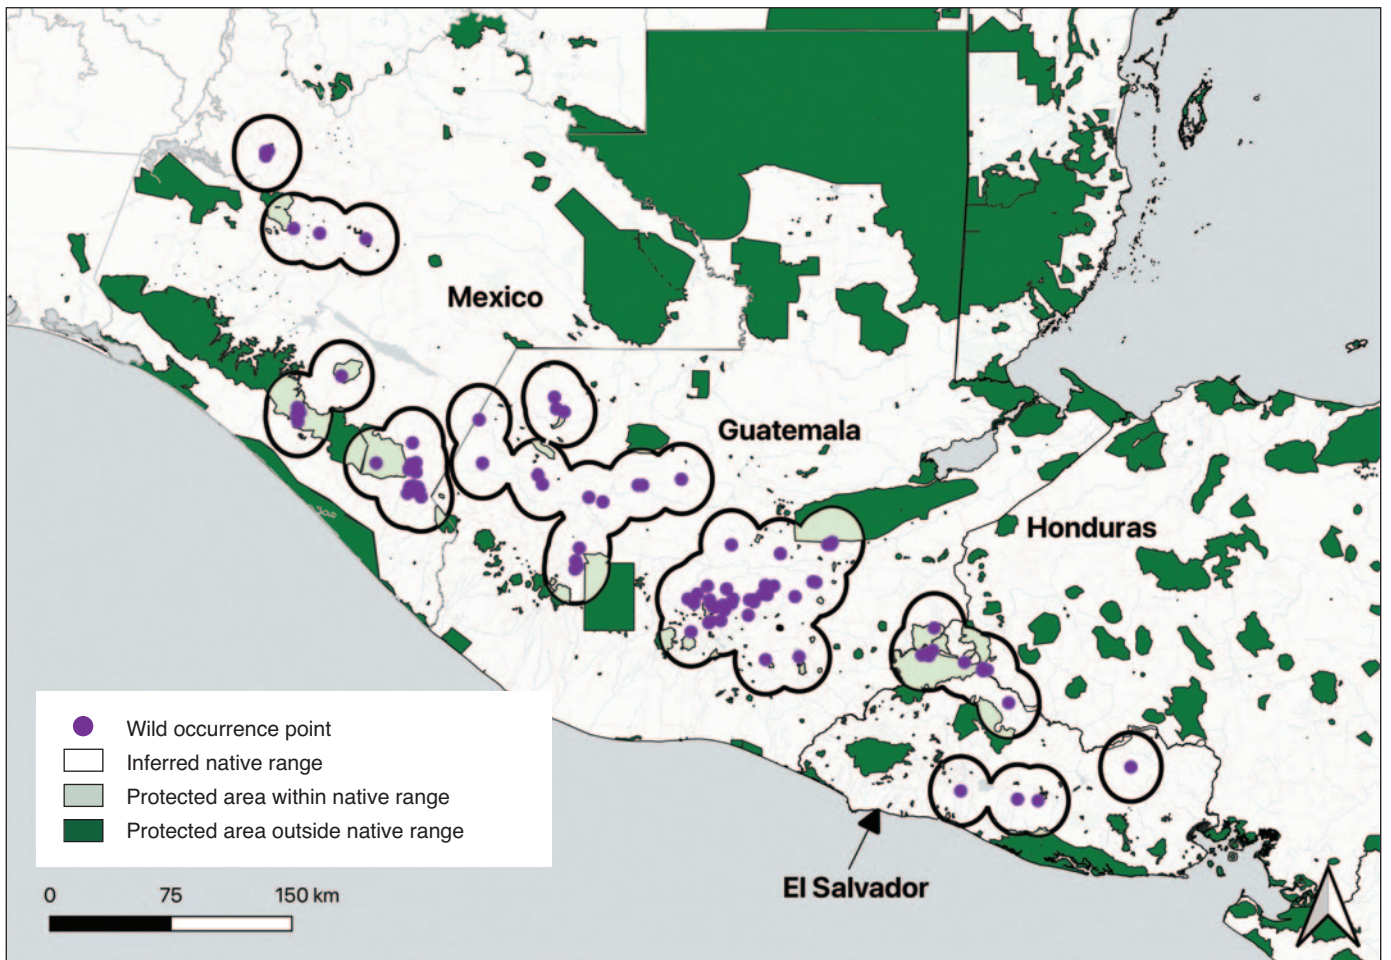 Mexico
Guatemala
Honduras
Wild occurrence point
Inferred native range
Protected area within native range
Protected area outside native range
El Salvador
0 75 150 km